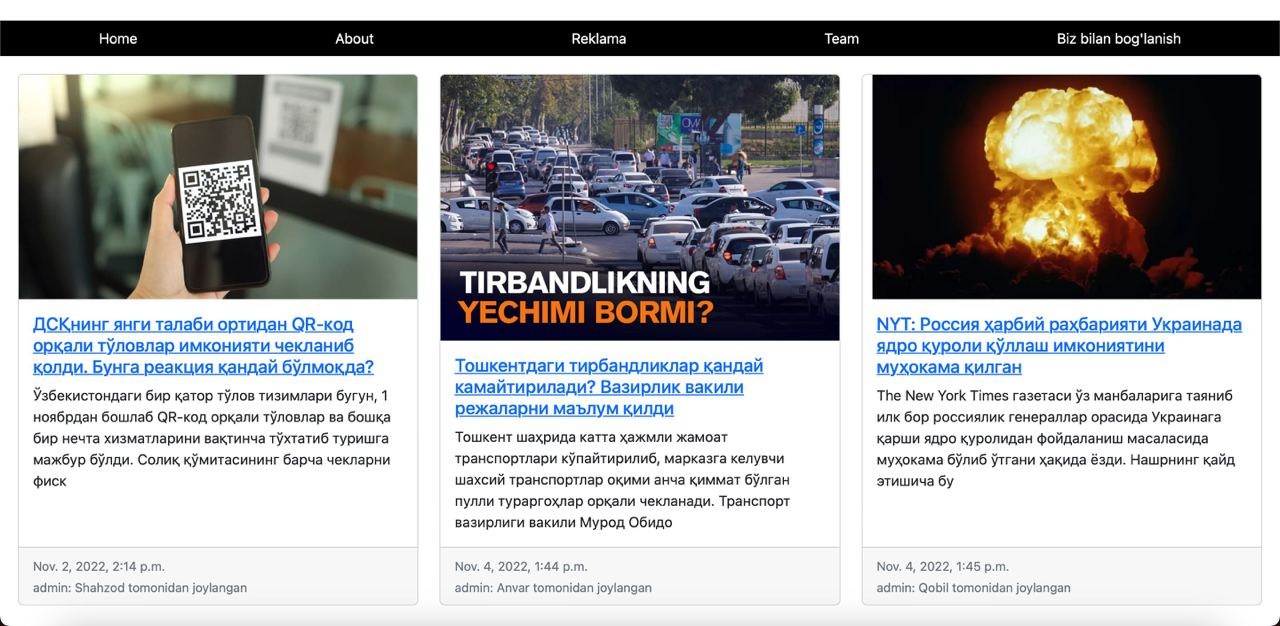 Home
About
Reklama
Team
Biz bilan bog'lanish
TIRBANDLIKNING
YECHIMI BORMI?
ДСҚнинг янги талаби ортидан QR-код
орқали тўловлар имконияти чекланиб
қолди. Бунга реакция қандай бўлмоқда?
Ўзбекистондаги бир қатор тўлов тизимлари бугун, 1
ноябрдан бошлаб QR-код орқали тўловлар ва бошқа
бир нечта хизматларини вақтинча тўхтатиб туришга
мажбур бўлди. Солиқ қўмитасининг барча чекларни
фиск
Nov. 2, 2022, 2:14 p.m.
admin: Shahzod tomonidan joylangan
Тошкентдаги тирбандликлар қандай
камайтирилади? Вазирлик вакили
режаларни маълум қилди
Тошкент шаҳрида катта ҳажмли жамоат
транспортлари кўпайтирилиб, марказга келувчи
шахсий транспортлар оқими анча қиммат бўлган
пулли тураргоҳлар орқали чекланади. Транспорт
вазирлиги вакили Мурод Обидо
Nov. 4, 2022, 1:44 p.m.
admin: Anvar tomonidan joylangan
NYT: Россия ҳарбий раҳбарияти Украинада
ядро қуроли қўллаш имкониятини
муҳокама қилган
The New York Times газетаси ўз манбаларига таяниб
илк бор россиялик генераллар орасида Украинага
қарши ядро қуролидан фойдаланиш масаласида
муҳокама бўлиб ўтгани ҳақида ёзди. Нашрнинг қайд
этишича бу
Nov. 4, 2022, 1:45 p.m.
admin: Qobil tomonidan joylangan